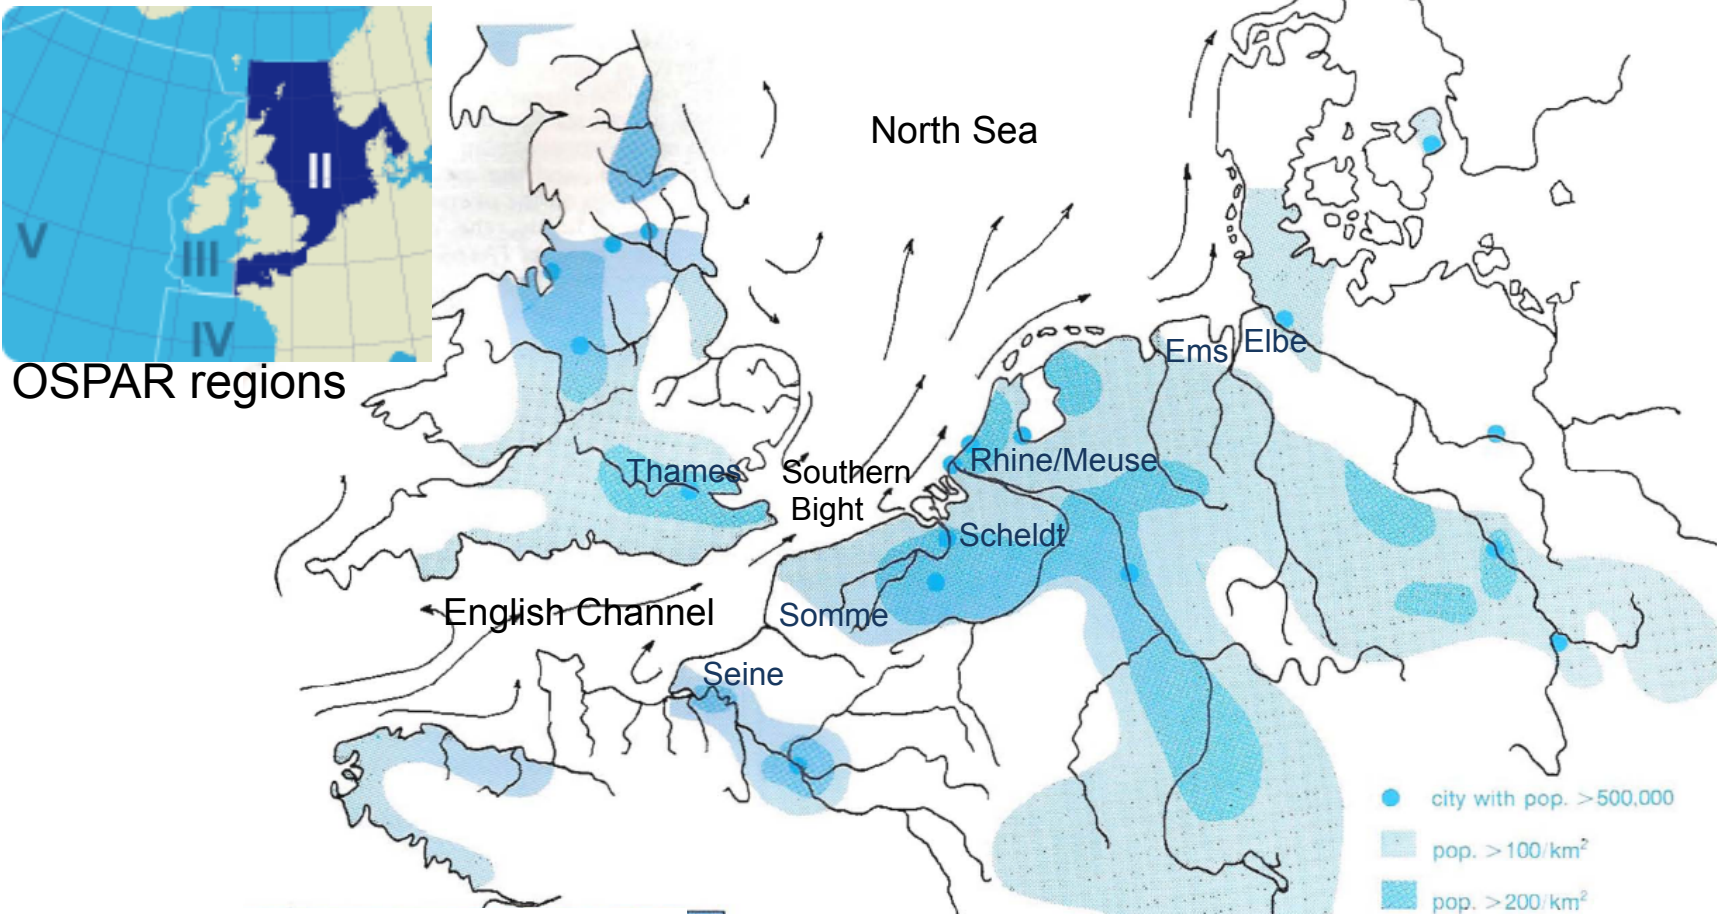 II
V
III
IV
OSPAR regions
North Sea
Ems
Elbe
Thames
Southern
Bight
Rhine/Meuse
Scheldt
English Channel
Somme
Seine
city with pop. >500,000
pop. >100/km²
pop. >200/km²